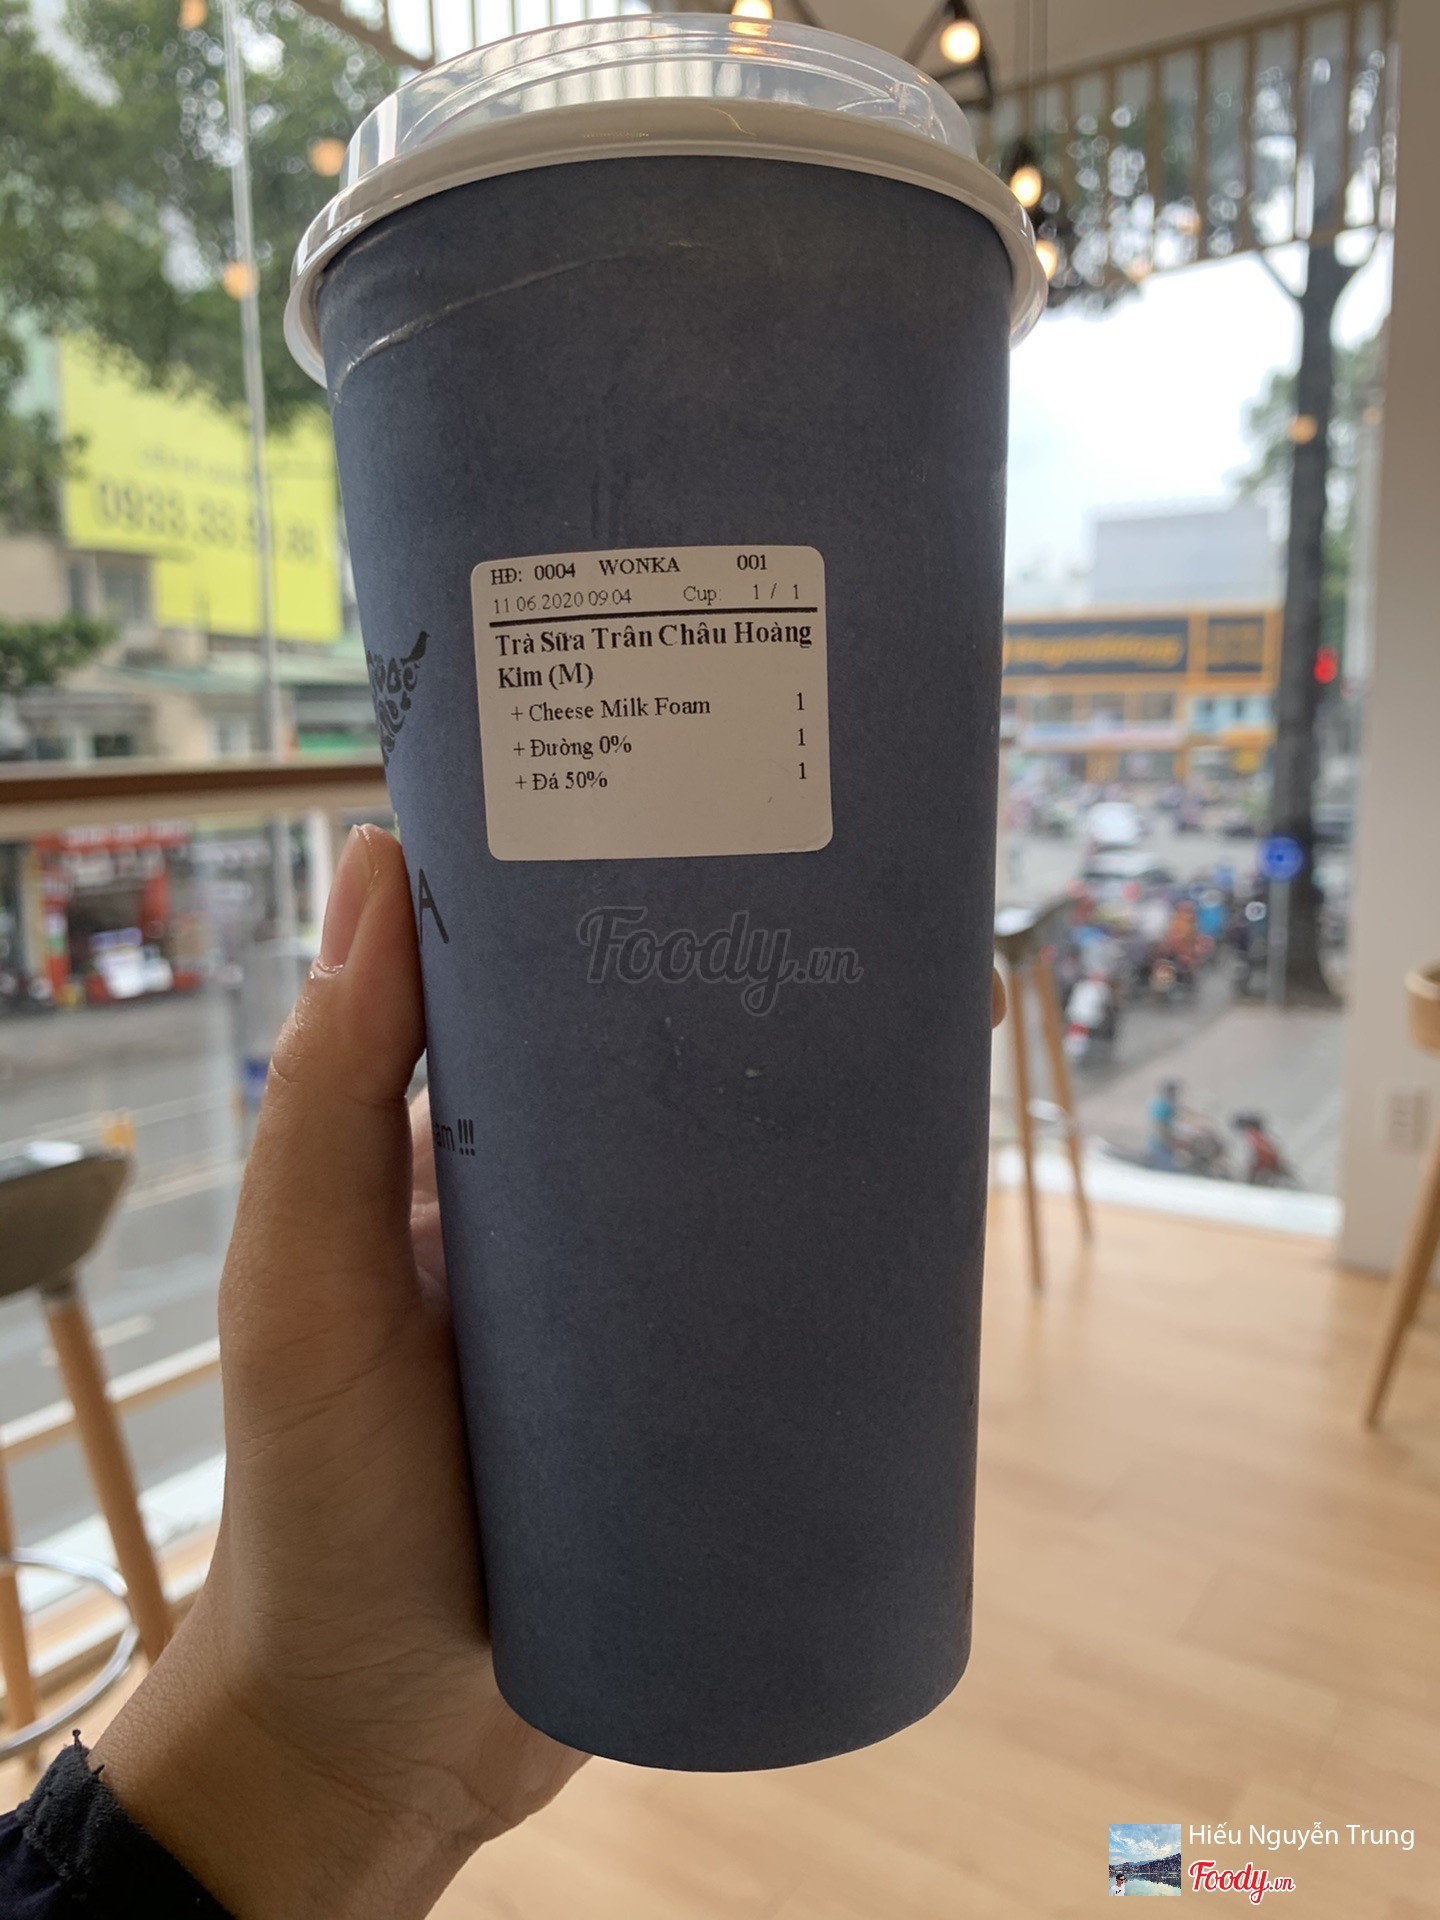 HĐ: 0004 WONKA 001
11.06.2020 09:04 Cup. 1 / 1
Trà Sữa Trân Châu Hoàng
Kim (M)
+ Cheese Milk Foam 1
+ Đường 0% 1
+ Đá 50% 1
A
am !!!
Foody.vn
Hiếu Nguyễn Trung
Foody.vn